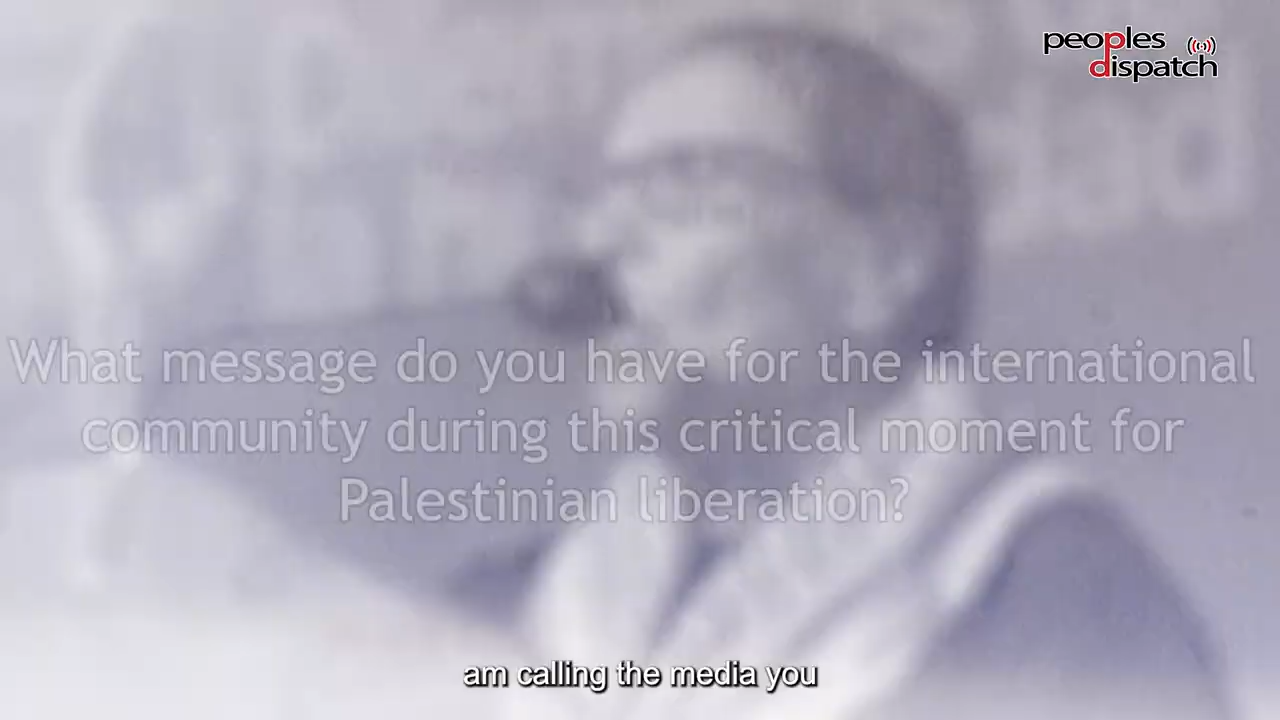 peoples
dispatch
What message do you have for the international
community during this critical moment for
Palestinian liberation?
am calling the media you